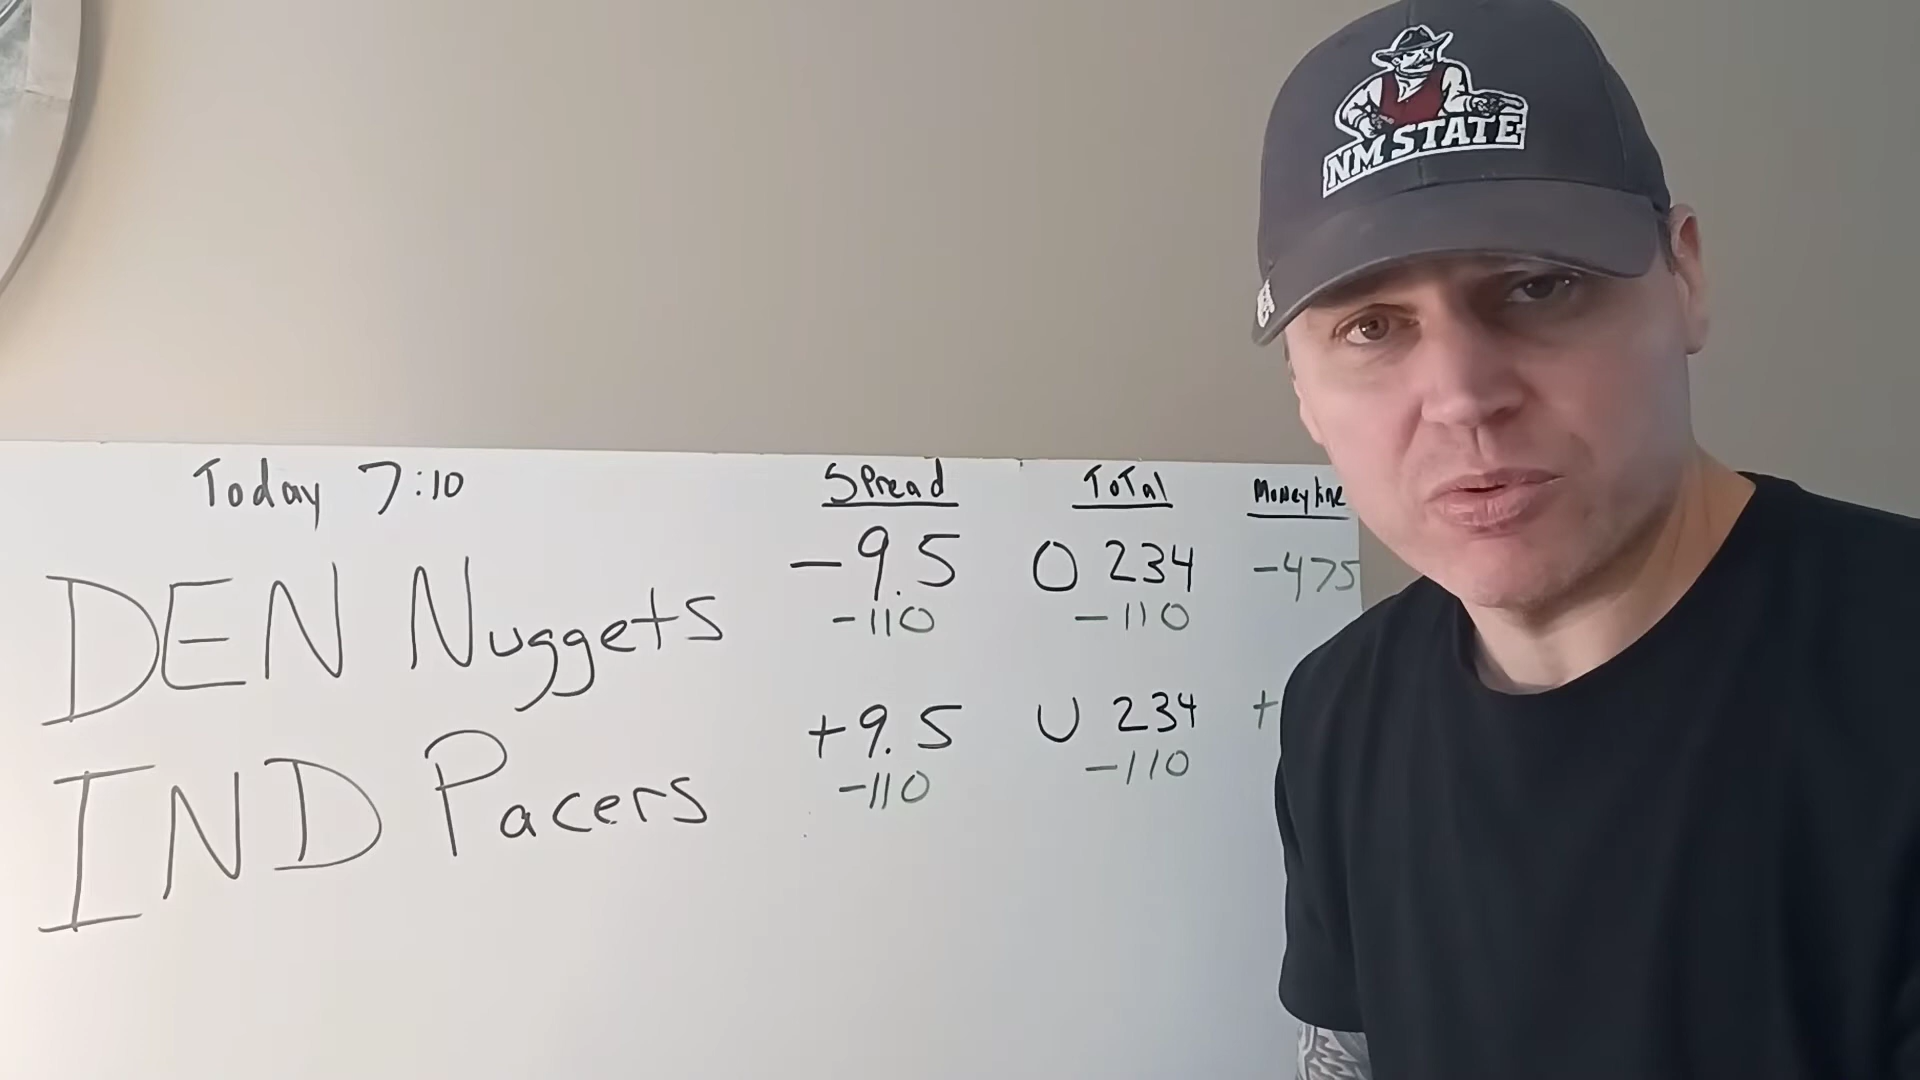 NM STATE
Today 7:10
Spread Total Moneyline
DEN Nuggets -9.5 O 234 -475
-110 -110
IND Pacers +9.5 U 234 +
-110 -110